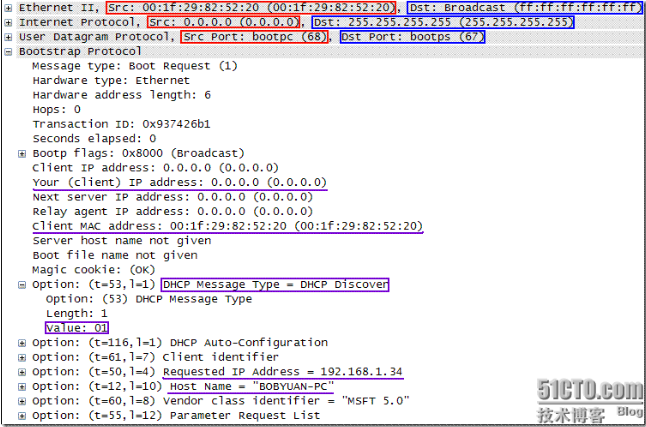 Ethernet II, Src: 00:1f:29:82:52:20 (00:1f:29:82:52:20), Dst: Broadcast (ff:ff:ff:ff:ff:ff)
Internet Protocol, Src: 0.0.0.0 (0.0.0.0), Dst: 255.255.255.255 (255.255.255.255)
User Datagram Protocol, Src Port: bootpc (68), Dst Port: bootps (67)
Bootstrap Protocol
Message type: Boot Request (1)
Hardware type: Ethernet
Hardware address length: 6
Hops: 0
Transaction ID: 0x937426b1
Seconds elapsed: 0
Bootp flags: 0x8000 (Broadcast)
Client IP address: 0.0.0.0 (0.0.0.0)
Your (client) IP address: 0.0.0.0 (0.0.0.0)
Next server IP address: 0.0.0.0 (0.0.0.0)
Relay agent IP address: 0.0.0.0 (0.0.0.0)
Client MAC address: 00:1f:29:82:52:20 (00:1f:29:82:52:20)
Server host name not given
Boot file name not given
Magic cookie: (OK)
Option: (t=53,l=1) DHCP Message Type = DHCP Discover
Option: (53) DHCP Message Type
Length: 1
Value: 01
Option: (t=116,l=1) DHCP Auto-Configuration
Option: (t=61,l=7) Client identifier
Option: (t=50,l=4) Requested IP Address = 192.168.1.34
Option: (t=12,l=10) Host Name = "BOBYUAN-PC"
Option: (t=60,l=8) Vendor class identifier = "MSFT 5.0"
Option: (t=55,l=12) Parameter Request List
51CTO.com
技术博客 Blog